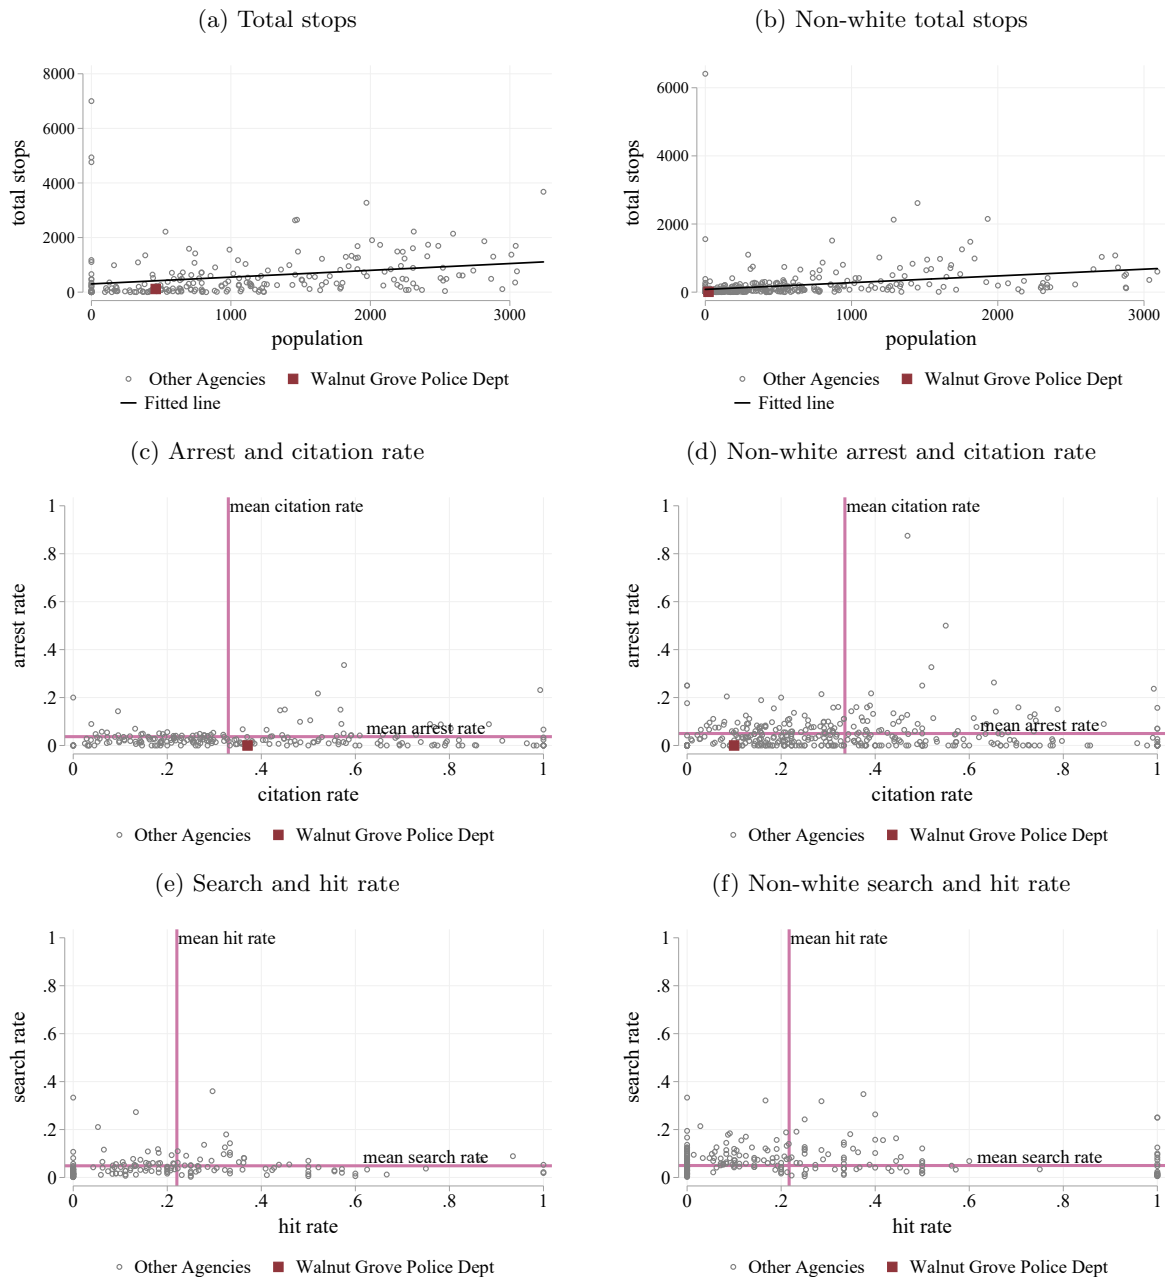 (a) Total stops
(b) Non-white total stops
total stops
8000
6000
4000
2000
0
0 1000 2000 3000
population
Other Agencies Walnut Grove Police Dept
Fitted line
total stops
6000
4000
2000
0
0 1000 2000 3000
population
Other Agencies Walnut Grove Police Dept
Fitted line
(c) Arrest and citation rate
(d) Non-white arrest and citation rate
arrest rate
1
.8
.6
.4
.2
0
mean citation rate
mean arrest rate
0 .2 .4 .6 .8 1
citation rate
Other Agencies Walnut Grove Police Dept
arrest rate
1
.8
.6
.4
.2
0
mean citation rate
mean arrest rate
0 .2 .4 .6 .8 1
citation rate
Other Agencies Walnut Grove Police Dept
(e) Search and hit rate
(f) Non-white search and hit rate
search rate
1
.8
.6
.4
.2
0
mean hit rate
mean search rate
0 .2 .4 .6 .8 1
hit rate
Other Agencies Walnut Grove Police Dept
search rate
1
.8
.6
.4
.2
0
mean hit rate
mean search rate
0 .2 .4 .6 .8 1
hit rate
Other Agencies Walnut Grove Police Dept